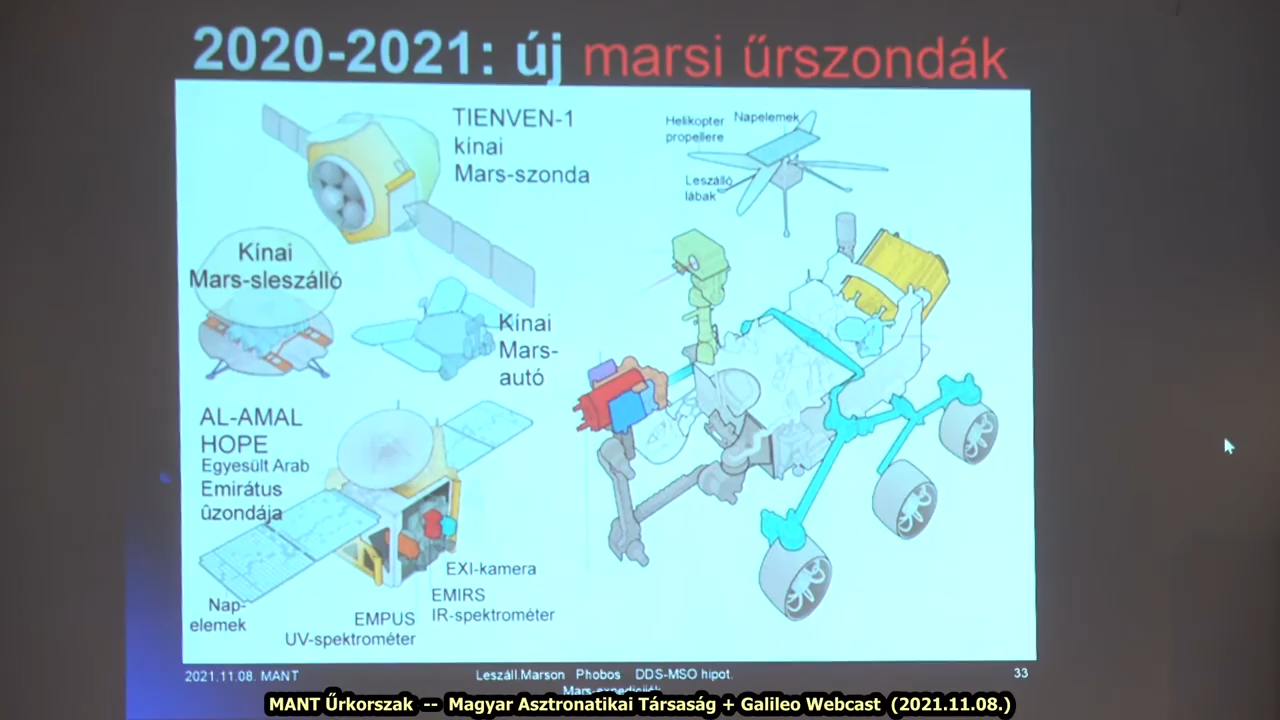 2020-2021: új marsi űrszondák
TIENVEN-1
kínai
Mars-szonda
Helikopter
propellere
Napelemek
Leszálló
lábak
Kínai
Mars-sleszálló
Kínai
Mars-
autó
AL-AMAL
HOPE
Egyesült Arab
Emirátus
ûzondája
Nap-
elemek
EXI-kamera
EMIRS
IR-spektrométer
EMPUS
UV-spektrométer
2021.11.08. MANT
Leszáll.Marson Phobos DDS-MSO hipot.
Mars-expedíciók
33
MANT Űrkorszak -- Magyar Asztronatikai Társaság + Galileo Webcast (2021.11.08.)